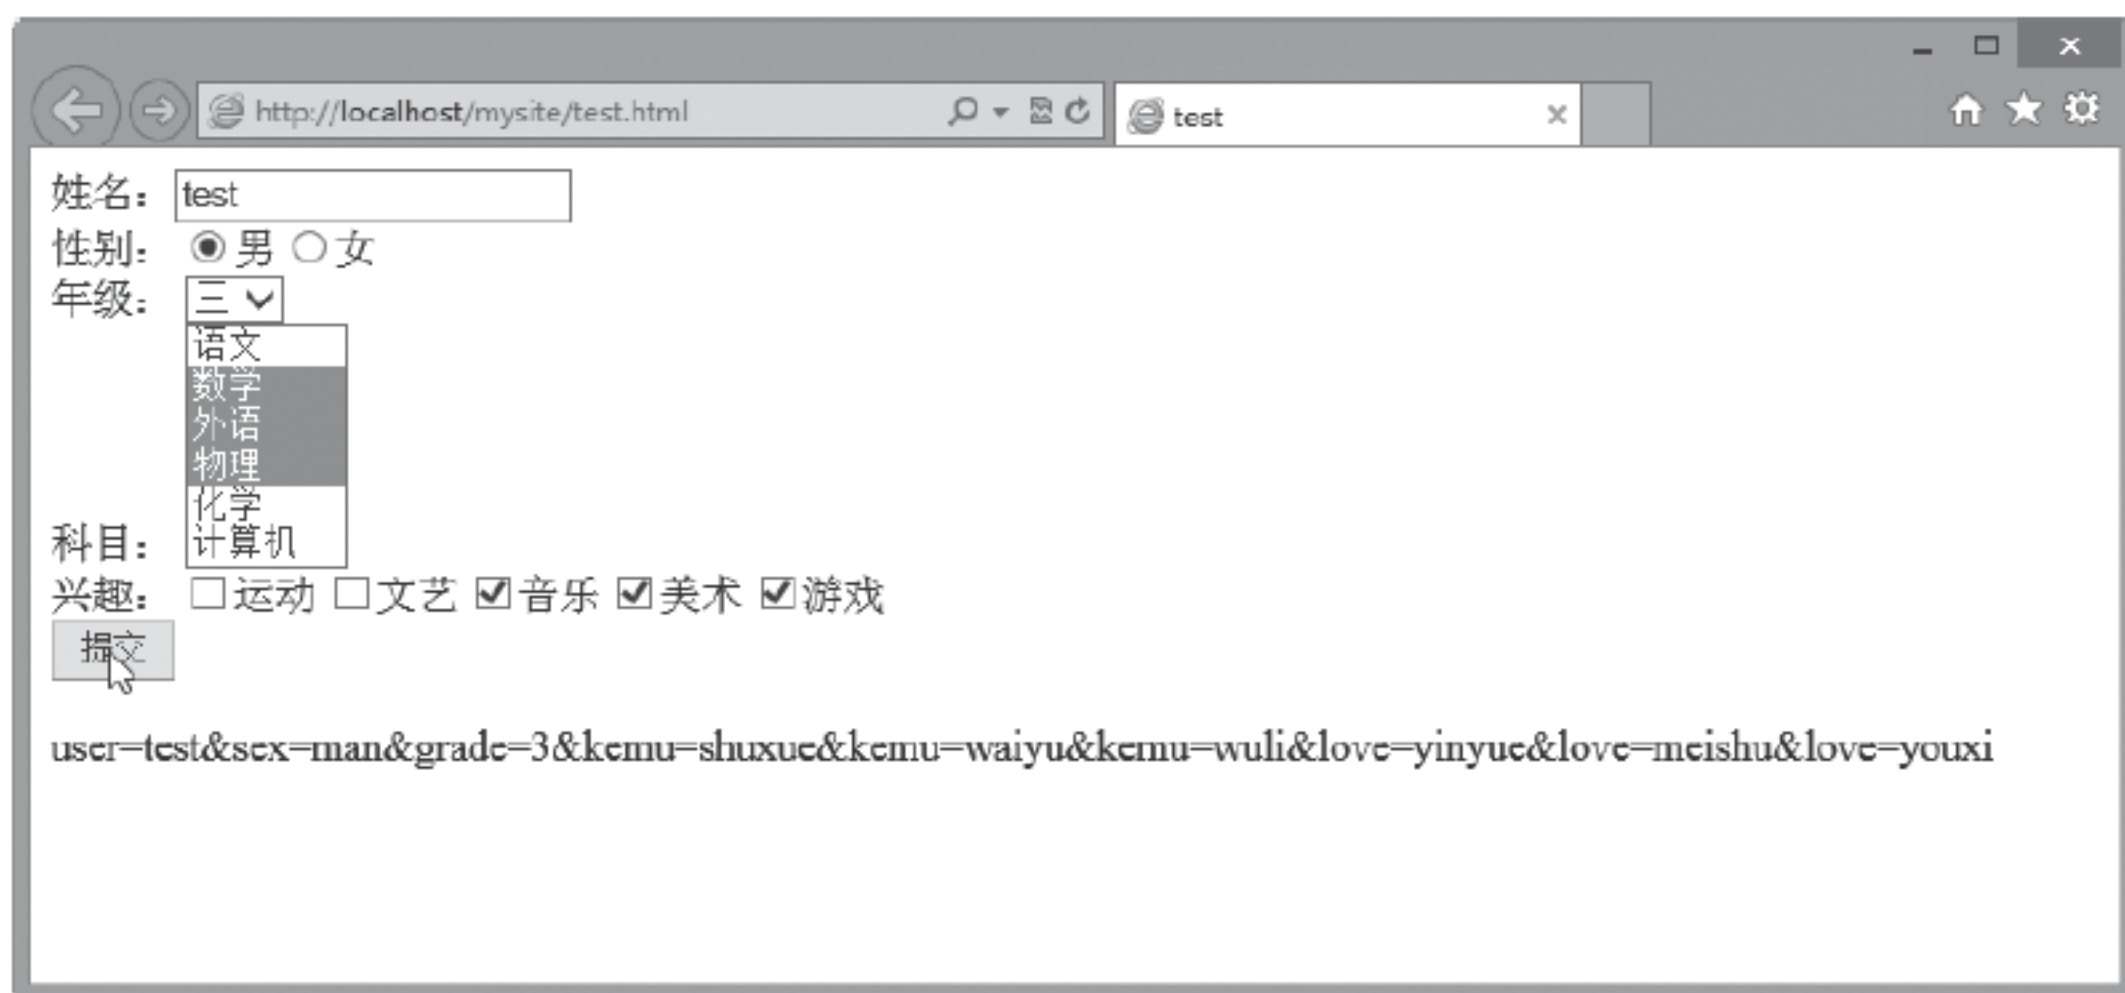 http://localhost/mysite/test.html
test
姓名：test
性别：男 女
年级：三
语文
数学
外语
物理
化学
科目：计算机
兴趣：运动 文艺 音乐 美术 游戏
提交
user=test&sex=man&grade=3&kemu=shuxue&kemu=waiyu&kemu=wuli&love=yinyue&love=meishu&love=youxi